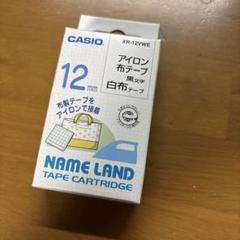 CASIO
XR-12VWE
12mm
アイロン
布テープ
黒文字
白布テープ
布製テープを
アイロンで接着
NAME LAND
TAPE CARTRIDGE